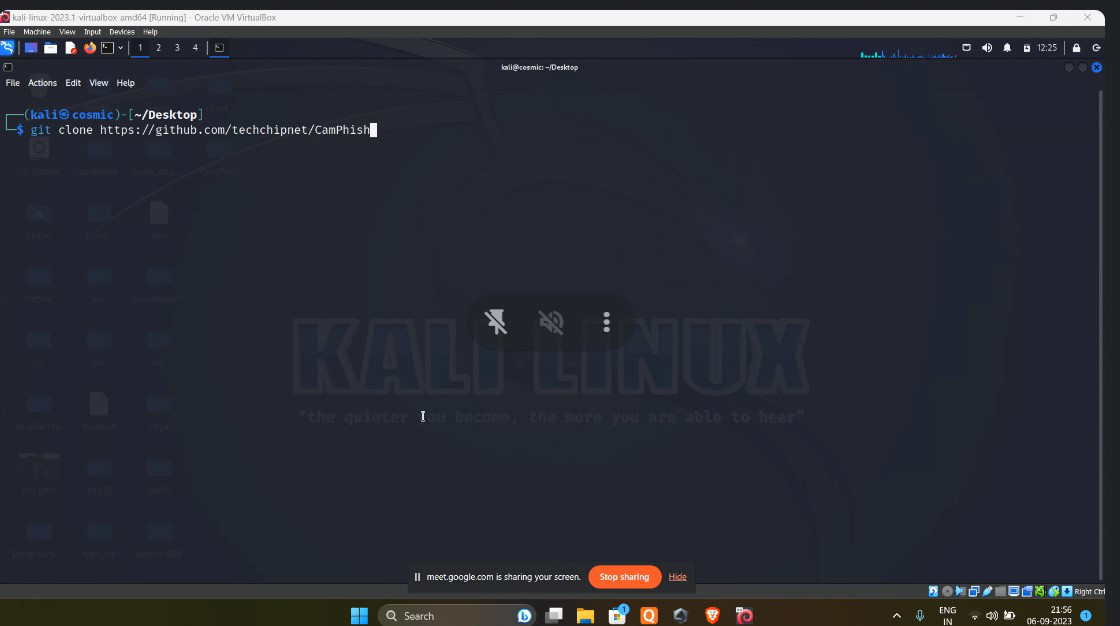 kali-linux-2023.1-virtualbox-amd64 [Running] - Oracle VM VirtualBox
File Machine View Input Devices Help
1 2 3 4
12:25
kali@cosmic: ~/Desktop
File Actions Edit View Help
(kali㉿cosmic)-[~/Desktop]
$ git clone https://github.com/techchipnet/CamPhish
KALI LINUX
"the quieter you become, the more you are able to hear"
meet.google.com is sharing your screen. Stop sharing Hide
Right Ctrl
Search
1
ENG
IN
21:56
06-09-2023
1